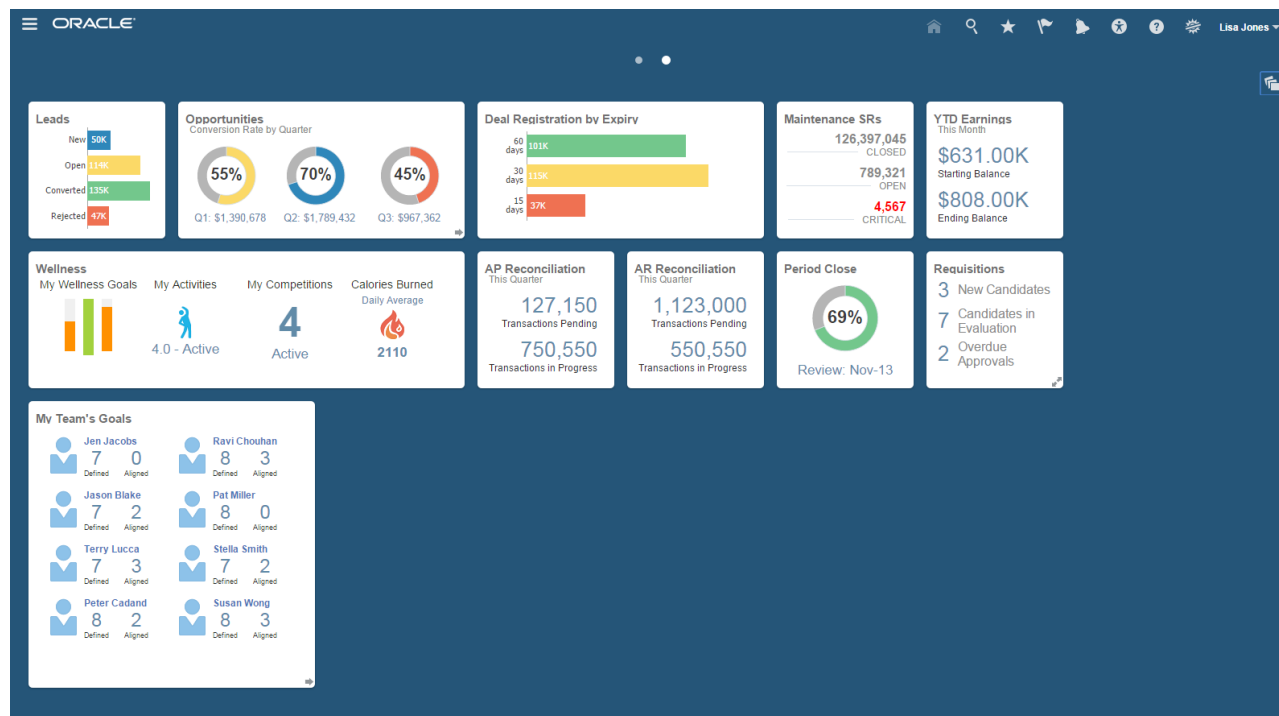 ORACLE
Lisa Jones
Leads
New 50K
Open 114K
Converted 135K
Rejected 47K
Opportunities
Conversion Rate by Quarter
55% 70% 45%
Q1: $1,390,678 Q2: $1,789,432 Q3: $967,362
Deal Registration by Expiry
60 days 101K
30 days 115K
15 days 37K
Maintenance SRs
126,397,045
CLOSED
789,321
OPEN
4,567
CRITICAL
YTD Earnings
This Month
$631.00K
Starting Balance
$808.00K
Ending Balance
Wellness
My Wellness Goals My Activities My Competitions Calories Burned
Daily Average
4.0 - Active
4
Active
2110
AP Reconciliation
This Quarter
127,150
Transactions Pending
750,550
Transactions in Progress
AR Reconciliation
This Quarter
1,123,000
Transactions Pending
550,550
Transactions in Progress
Period Close
69%
Review: Nov-13
Requisitions
3 New Candidates
7 Candidates in
Evaluation
2 Overdue
Approvals
My Team's Goals
Jen Jacobs Ravi Chouhan
7 0 8 3
Defined Aligned Defined Aligned
Jason Blake Pat Miller
7 2 8 0
Defined Aligned Defined Aligned
Terry Lucca Stella Smith
7 3 7 2
Defined Aligned Defined Aligned
Peter Cadand Susan Wong
8 2 8 3
Defined Aligned Defined Aligned